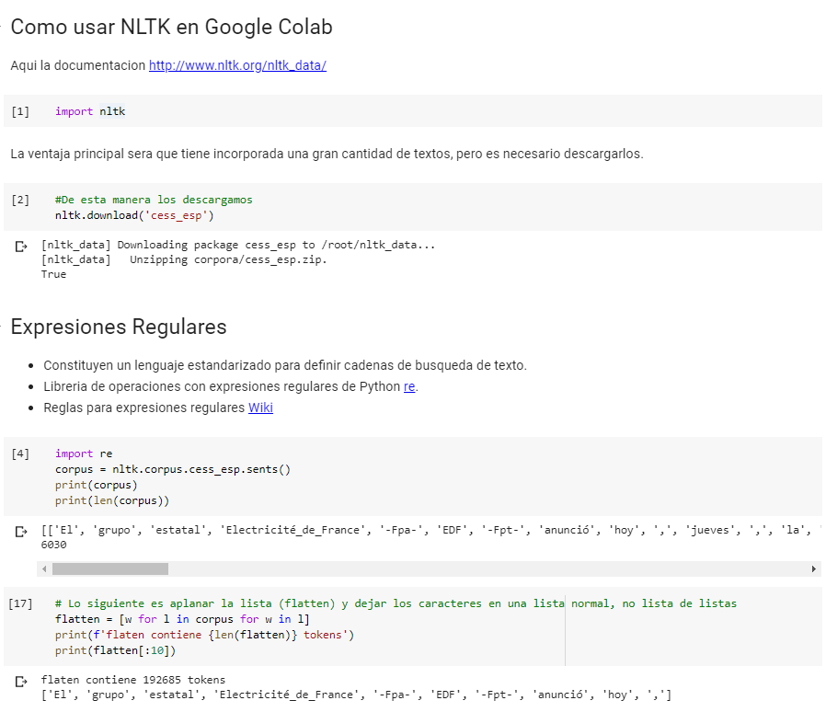 Como usar NLTK en Google Colab
Aqui la documentacion http://www.nltk.org/nltk_data/
[1] import nltk
La ventaja principal sera que tiene incorporada una gran cantidad de textos, pero es necesario descargarlos.
[2] #De esta manera los descargamos
nltk.download('cess_esp')
[nltk_data] Downloading package cess_esp to /root/nltk_data...
[nltk_data]   Unzipping corpora/cess_esp.zip.
True
Expresiones Regulares
• Constituyen un lenguaje estandarizado para definir cadenas de busqueda de texto.
• Libreria de operaciones con expresiones regulares de Python re.
• Reglas para expresiones regulares Wiki
[4] import re
corpus = nltk.corpus.cess_esp.sents()
print(corpus)
print(len(corpus))
[['El', 'grupo', 'estatal', 'Electricité_de_France', '-Fpa-', 'EDF', '-Fpt-', 'anunció', 'hoy', ',', 'jueves', ',', 'la', '
6030
[17] # Lo siguiente es aplanar la lista (flatten) y dejar los caracteres en una lista normal, no lista de listas
flatten = [w for l in corpus for w in l]
print(f'flaten contiene {len(flatten)} tokens')
print(flatten[:10])
flaten contiene 192685 tokens
['El', 'grupo', 'estatal', 'Electricité_de_France', '-Fpa-', 'EDF', '-Fpt-', 'anunció', 'hoy', ',']